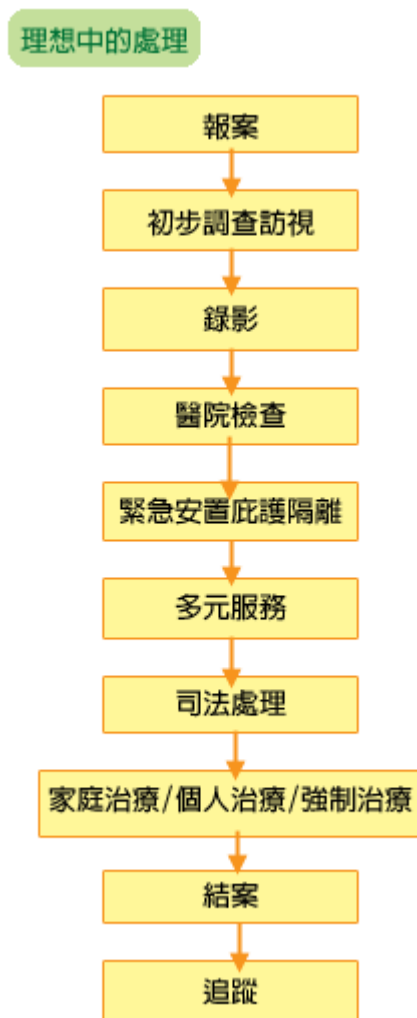 理想中的處理
報案
初步調查訪視
錄影
醫院檢查
緊急安置庇護隔離
多元服務
司法處理
家庭治療/個人治療/強制治療
結案
追蹤